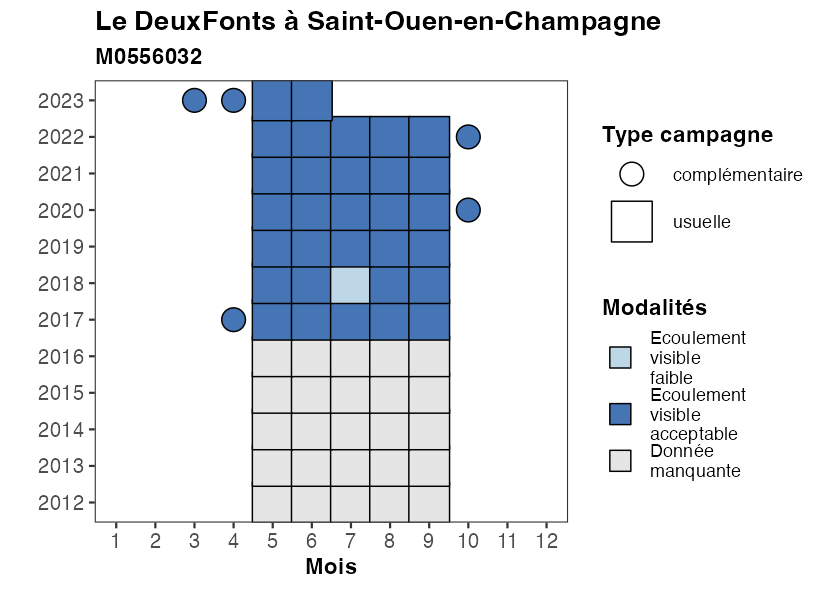 Le DeuxFonts à Saint-Ouen-en-Champagne
M0556032
2023
2022
2021
2020
2019
2018
2017
2016
2015
2014
2013
2012
1 2 3 4 5 6 7 8 9 10 11 12
Mois
Type campagne
complémentaire
usuelle
Modalités
Ecoulement
visible
faible
Ecoulement
visible
acceptable
Donnée
manquante